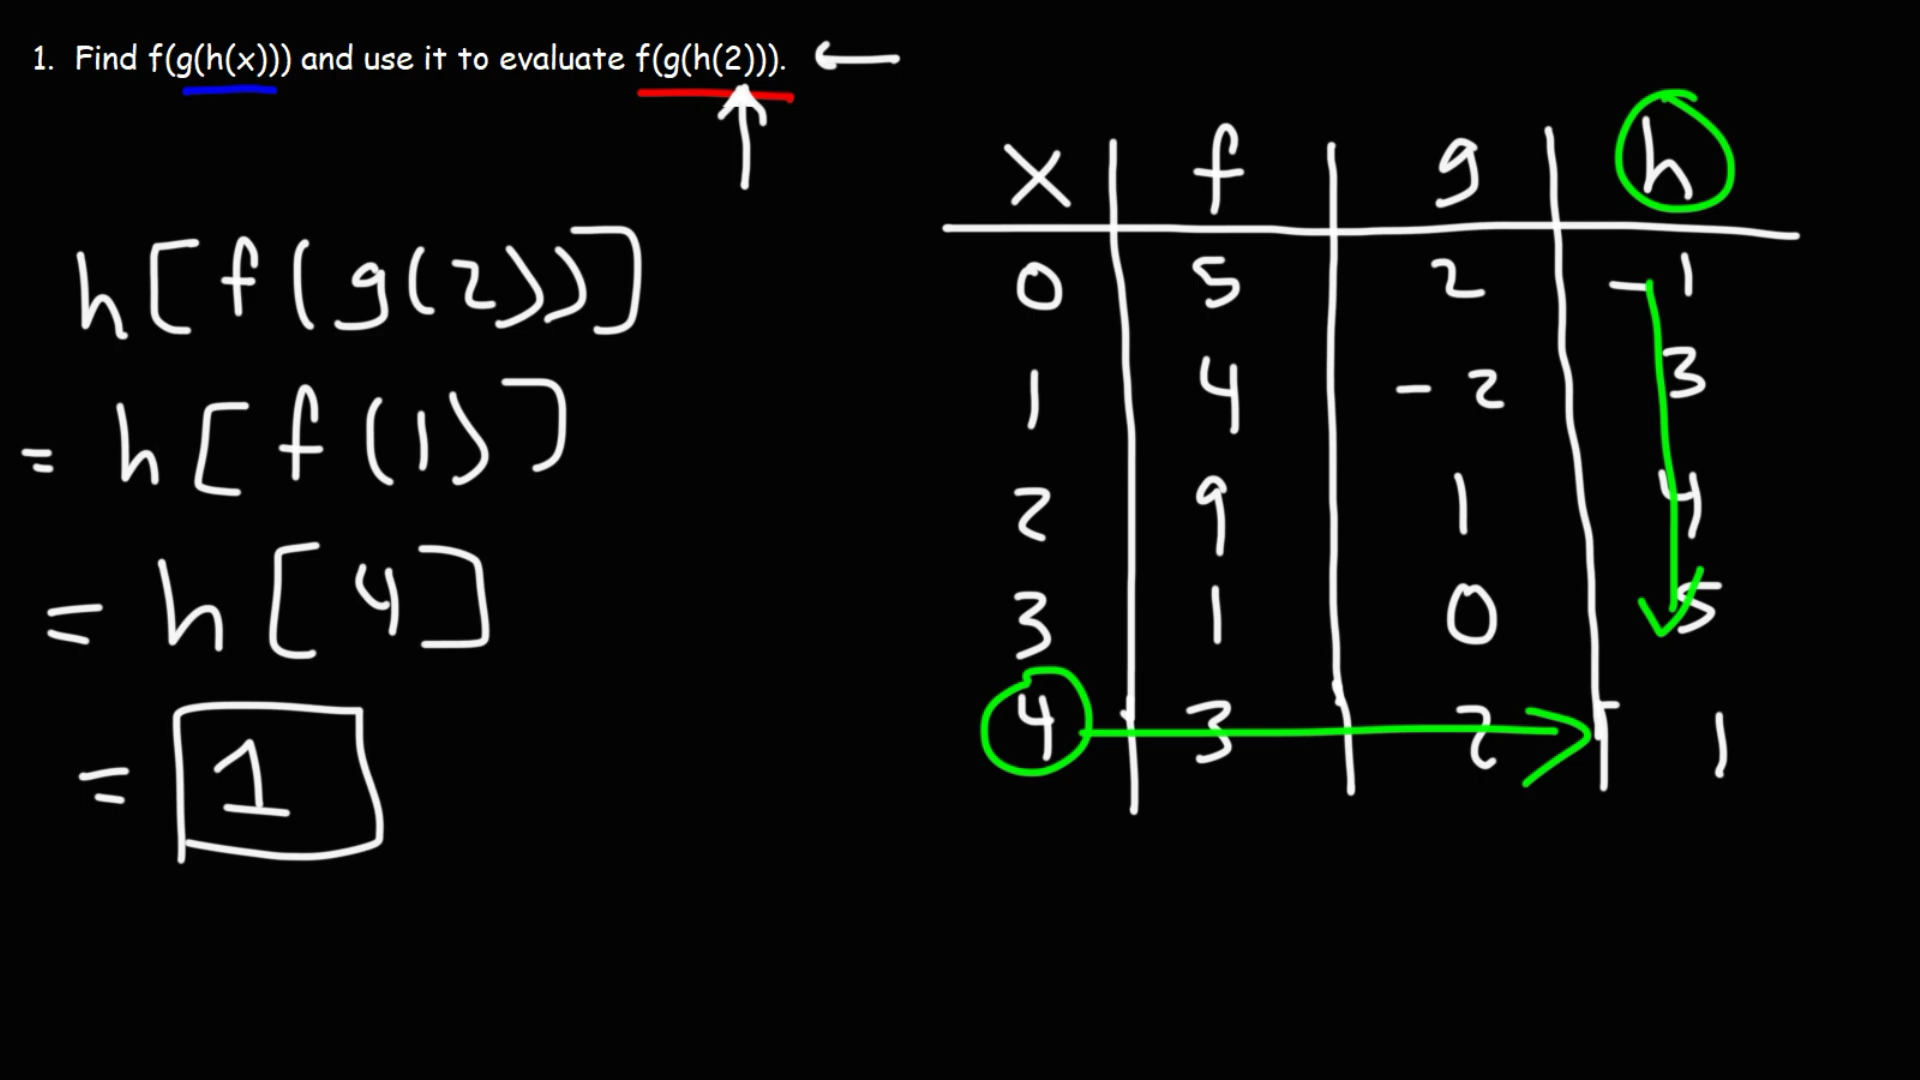 1. Find f(g(h(x))) and use it to evaluate f(g(h(2))).
h[f(g(2))]
= h[f(1)]
= h[4]
= 1
x f g h
0 5 2 -1
1 4 -2 3
2 9 1 4
3 1 0 5
4 3 2 1